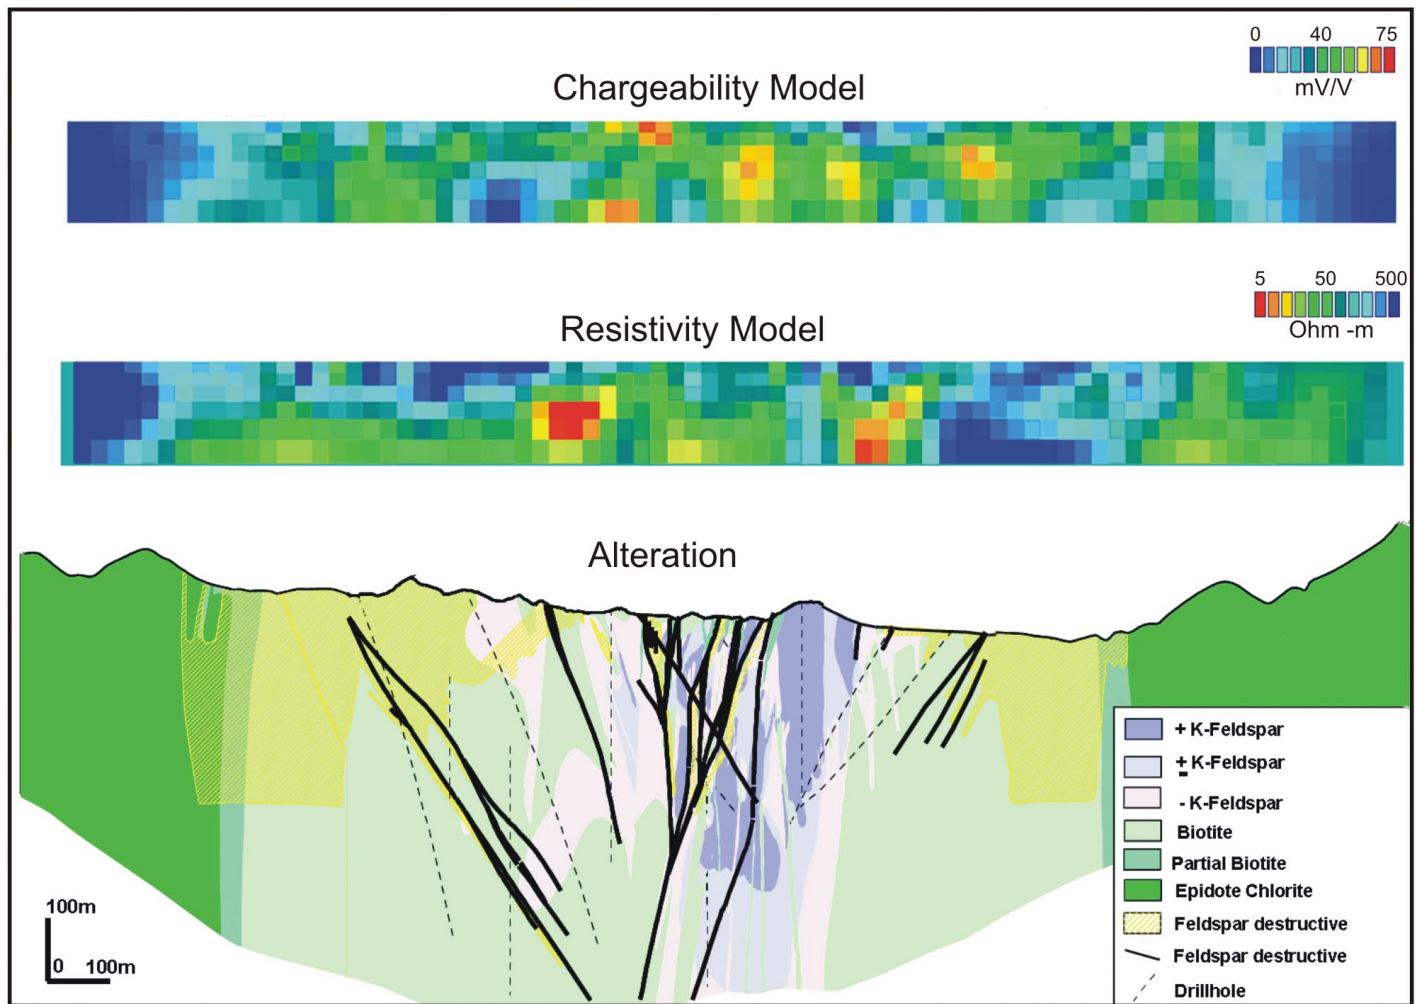 0 40 75
mV/V
Chargeability Model
5 50 500
Ohm -m
Resistivity Model
Alteration
+ K-Feldspar
± K-Feldspar
- K-Feldspar
Biotite
Partial Biotite
Epidote Chlorite
Feldspar destructive
Feldspar destructive
Drillhole
100m
0 100m